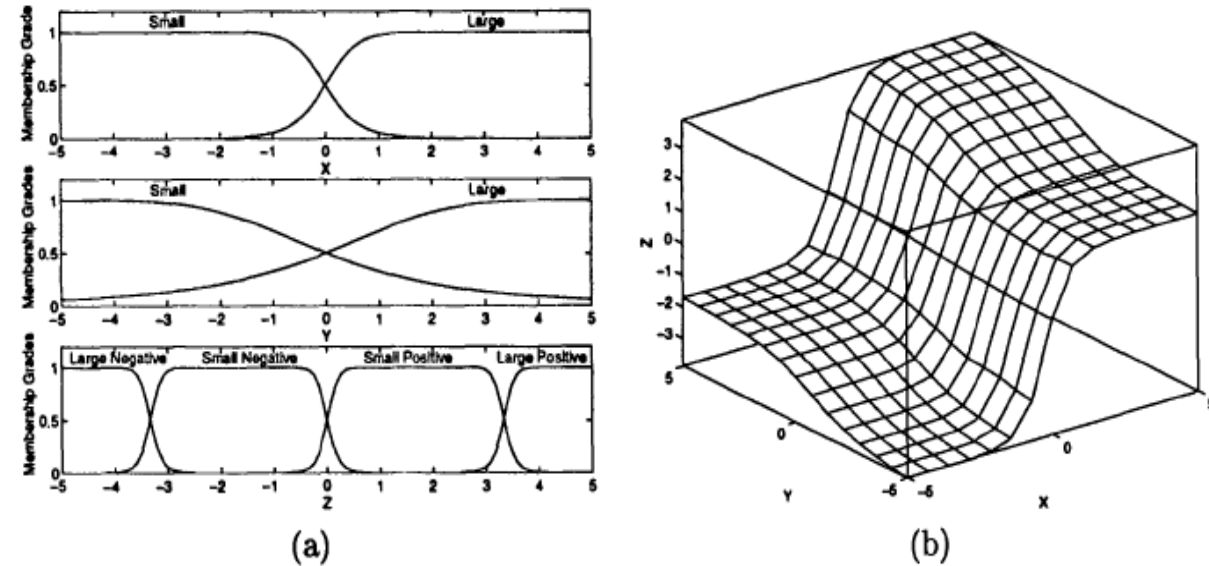 Membership Grade
Small
Large
1
0.5
0
-5 -4 -3 -2 -1 0 1 2 3 4 5
X
Membership Grades
Small
Large
1
0.5
0
-5 -4 -3 -2 -1 0 1 2 3 4 5
Y
Membership Grades
Large Negative
Small Negative
Small Positive
Large Positive
1
0.5
0
-5 -4 -3 -2 -1 0 1 2 3 4 5
Z
(a)
3
2
1
0
-1
-2
-3
Z
5
0
-5
Y
-5
0
X
(b)